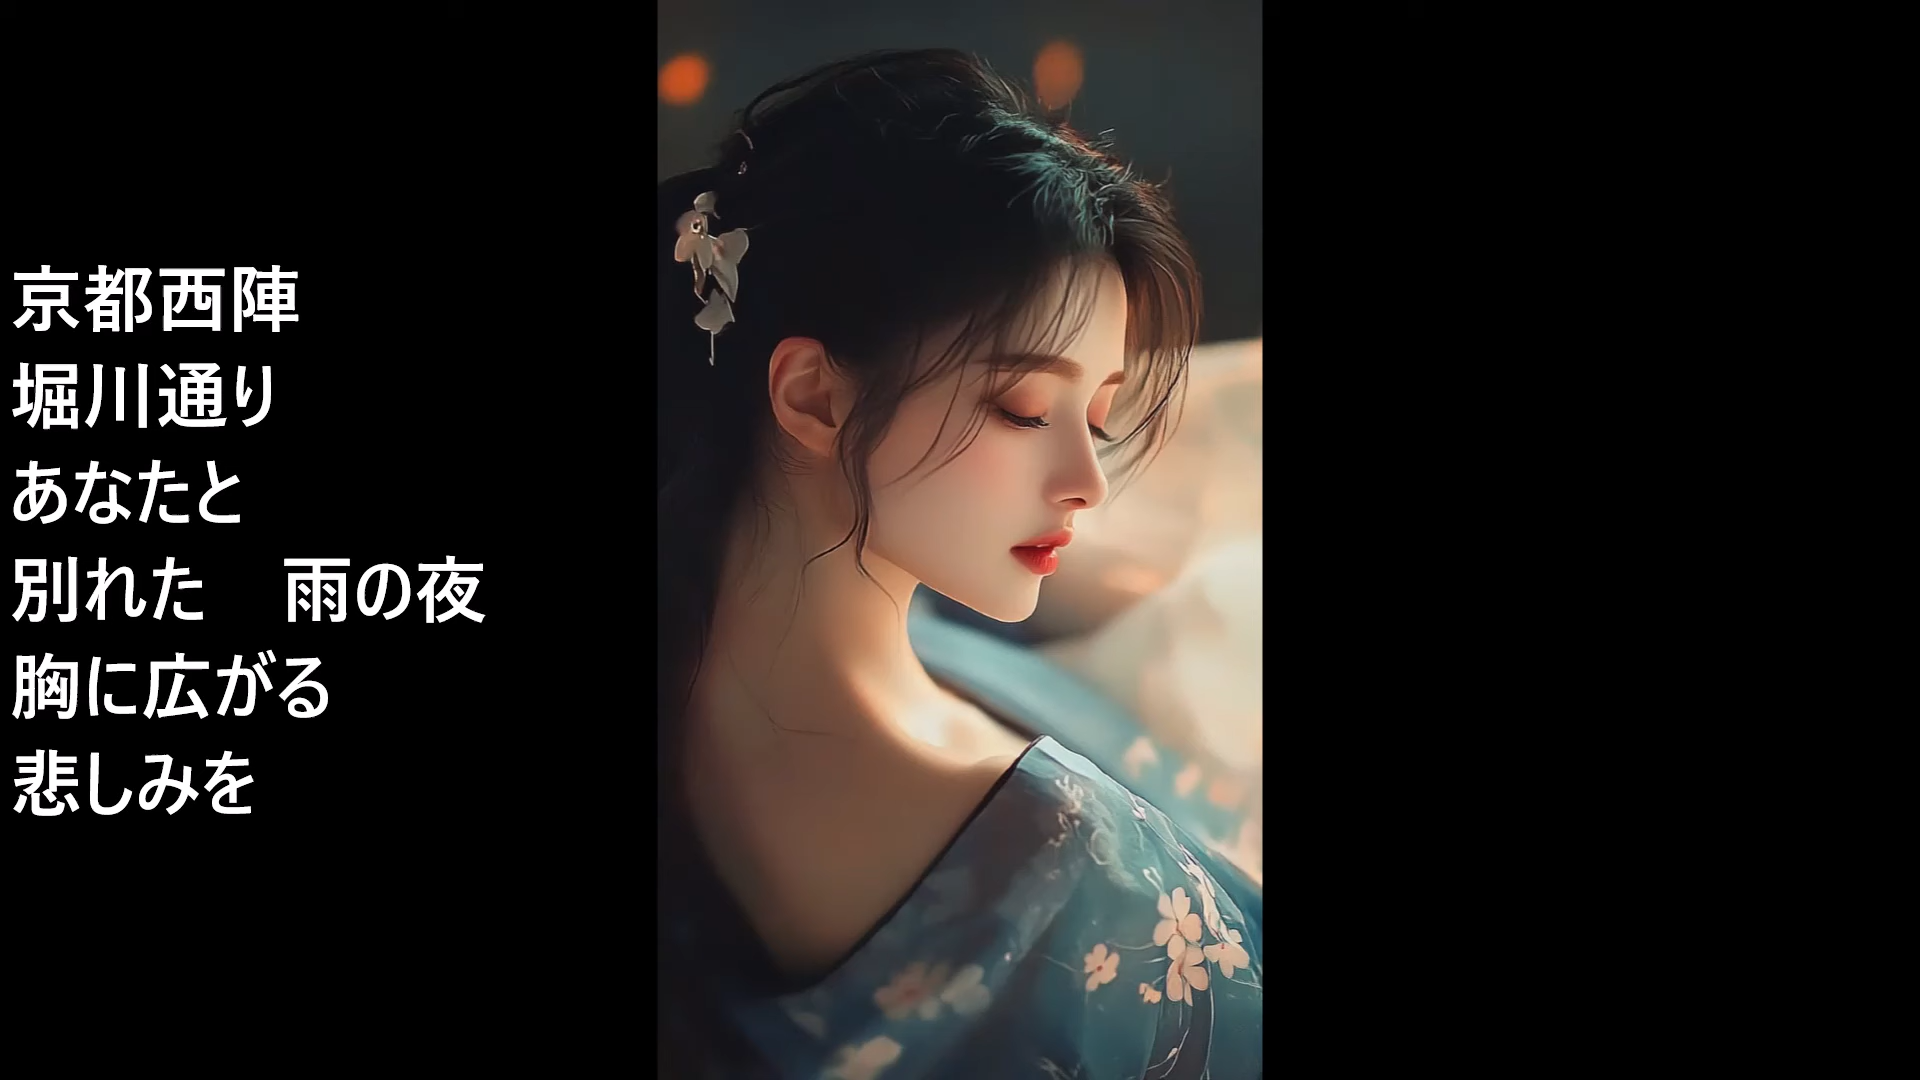 京都西陣
堀川通り
あなたと
別れた　雨の夜
胸に広がる
悲しみを